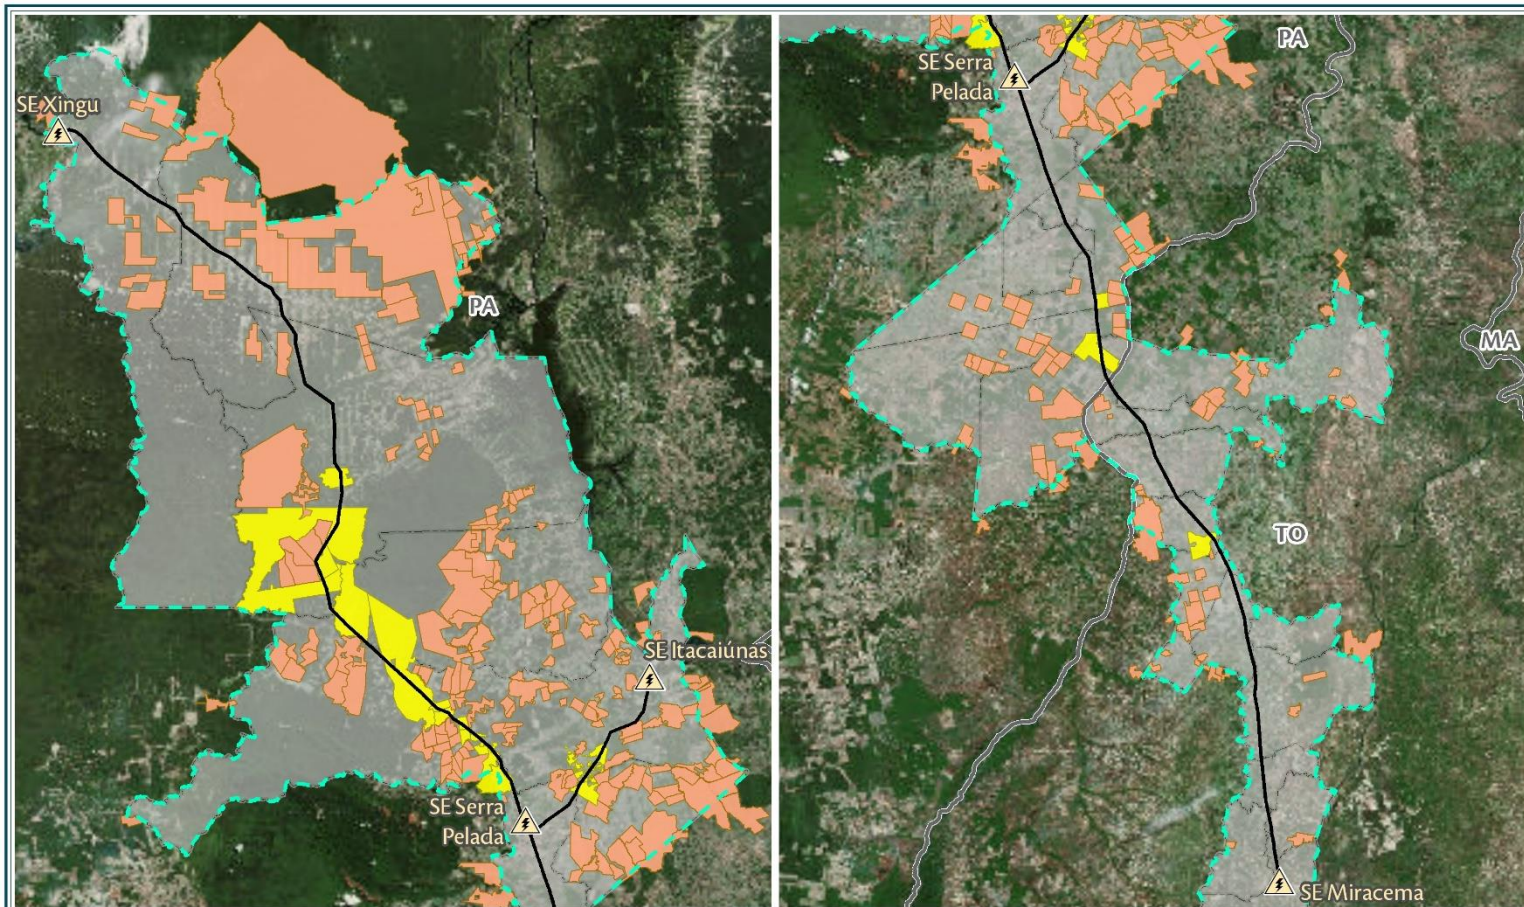 SE Xingu
PA
SE Itacaiúnas
SE Serra
Pelada
PA
SE Serra
Pelada
MA
TO
SE Miracema